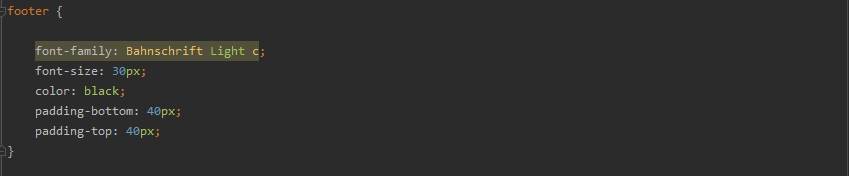 footer {
font-family: Bahnschrift Light c;
font-size: 30px;
color: black;
padding-bottom: 40px;
padding-top: 40px;
}